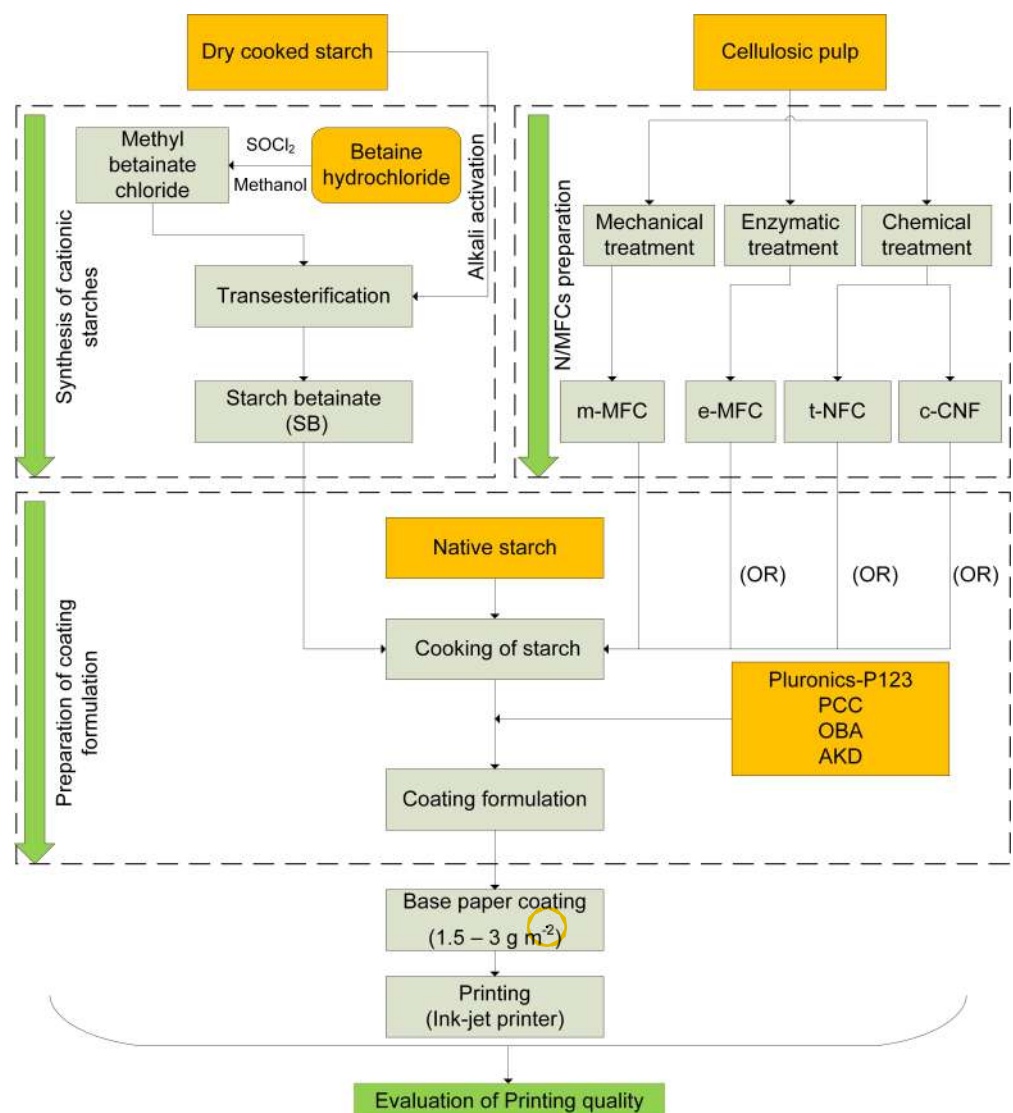 Dry cooked starch
Cellulosic pulp
Synthesis of cationic
starches
Methyl
betainate
chloride
SOCl₂
Methanol
Betaine
hydrochloride
Alkali activation
Transesterification
Starch betainate
(SB)
N/MFCs preparation
Mechanical
treatment
Enzymatic
treatment
Chemical
treatment
m-MFC
e-MFC
t-NFC
c-CNF
Preparation of coating
formulation
Native starch
(OR)
(OR)
(OR)
Cooking of starch
Pluronics-P123
PCC
OBA
AKD
Coating formulation
Base paper coating
(1.5 – 3 g m⁻²)
Printing
(Ink-jet printer)
Evaluation of Printing quality